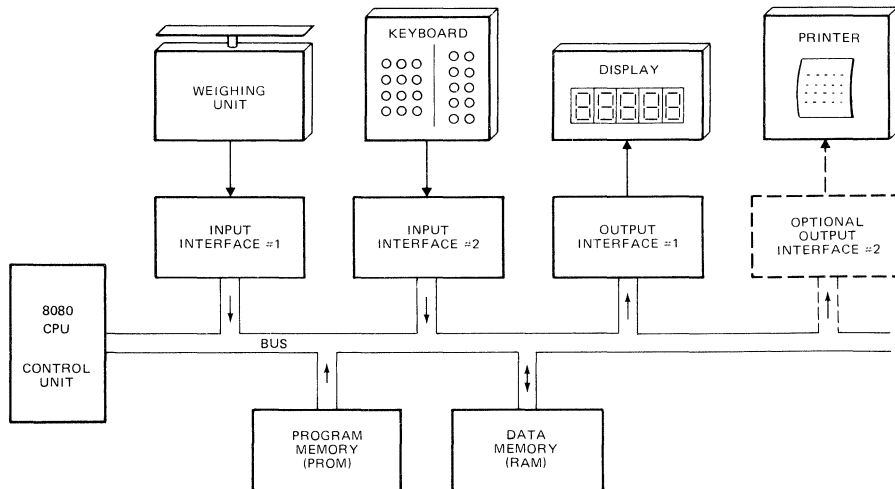 WEIGHING
UNIT
KEYBOARD
DISPLAY
PRINTER
INPUT
INTERFACE #1
INPUT
INTERFACE #2
OUTPUT
INTERFACE #1
OPTIONAL
OUTPUT
INTERFACE #2
8080
CPU
CONTROL
UNIT
BUS
PROGRAM
MEMORY
(PROM)
DATA
MEMORY
(RAM)